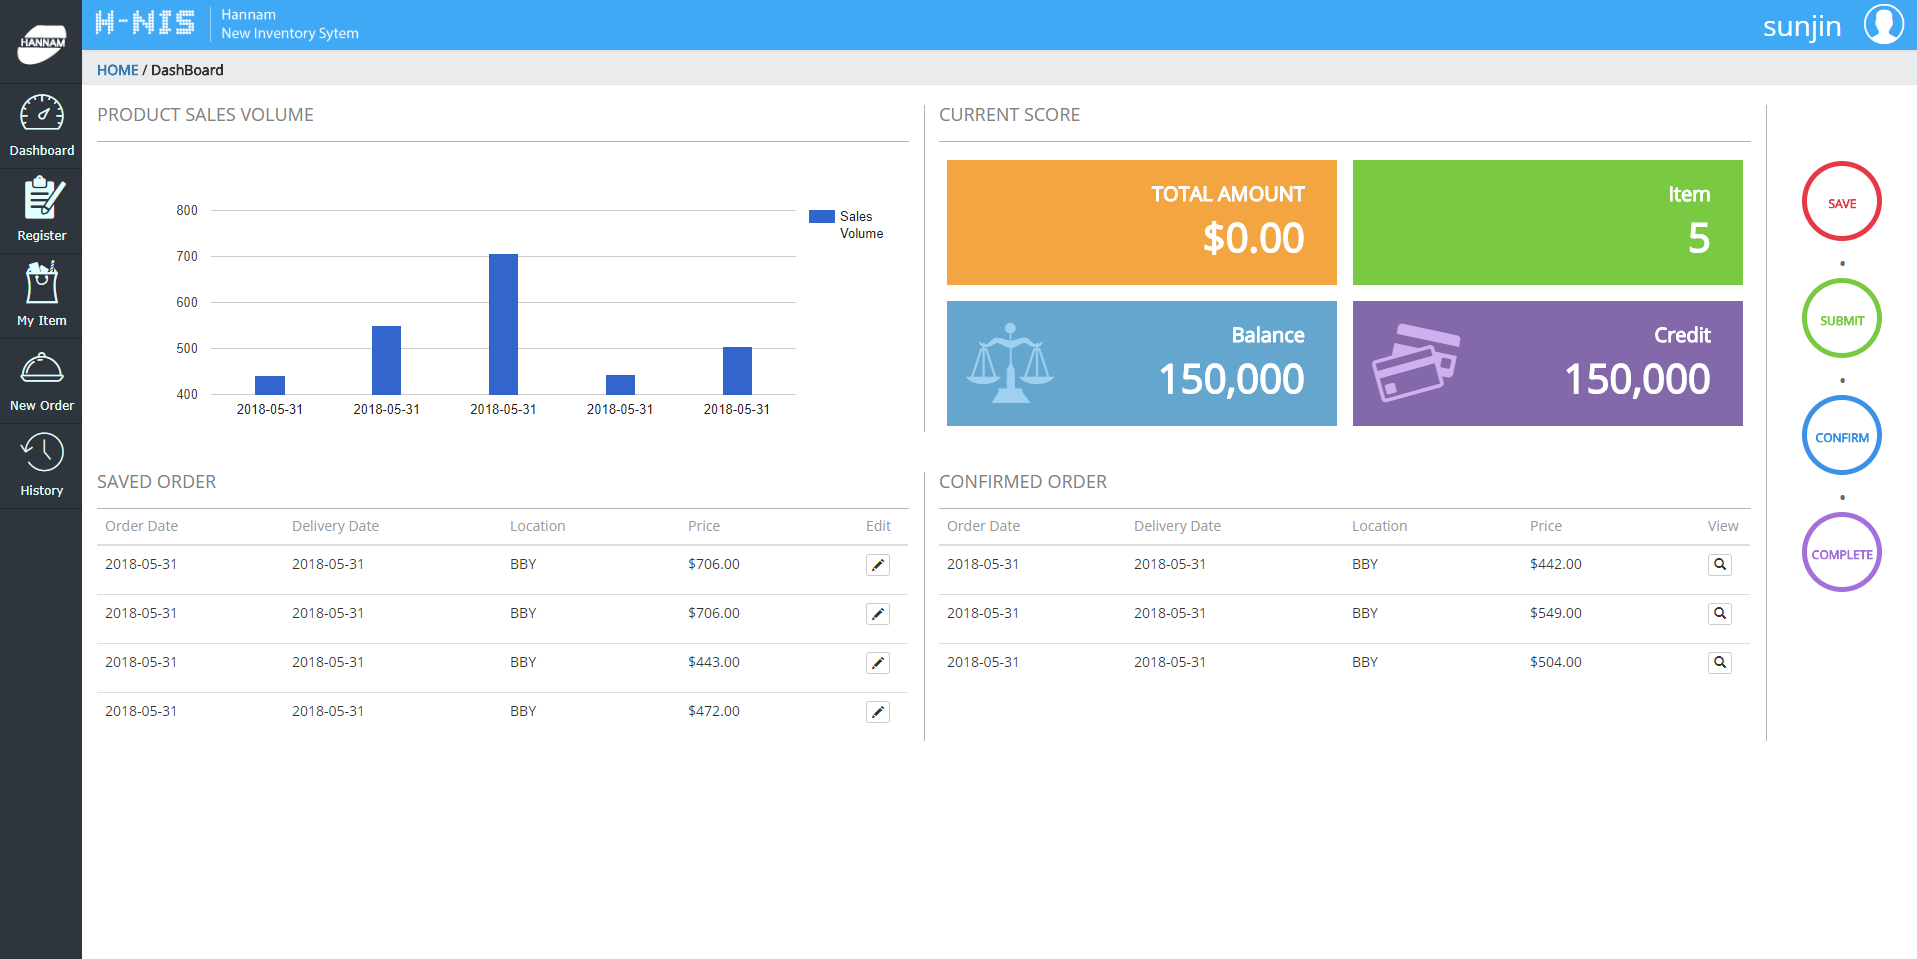 HANNAM
Dashboard
Register
My Item
New Order
History
H-NIS
Hannam
New Inventory Sytem
sunjin
HOME / DashBoard
PRODUCT SALES VOLUME
800
700
600
500
400
2018-05-31 2018-05-31 2018-05-31 2018-05-31 2018-05-31
Sales
Volume
CURRENT SCORE
TOTAL AMOUNT
$0.00
Item
5
Balance
150,000
Credit
150,000
SAVED ORDER
Order Date Delivery Date Location Price Edit
2018-05-31 2018-05-31 BBY $706.00
2018-05-31 2018-05-31 BBY $706.00
2018-05-31 2018-05-31 BBY $443.00
2018-05-31 2018-05-31 BBY $472.00
CONFIRMED ORDER
Order Date Delivery Date Location Price View
2018-05-31 2018-05-31 BBY $442.00
2018-05-31 2018-05-31 BBY $549.00
2018-05-31 2018-05-31 BBY $504.00
SAVE
SUBMIT
CONFIRM
COMPLETE